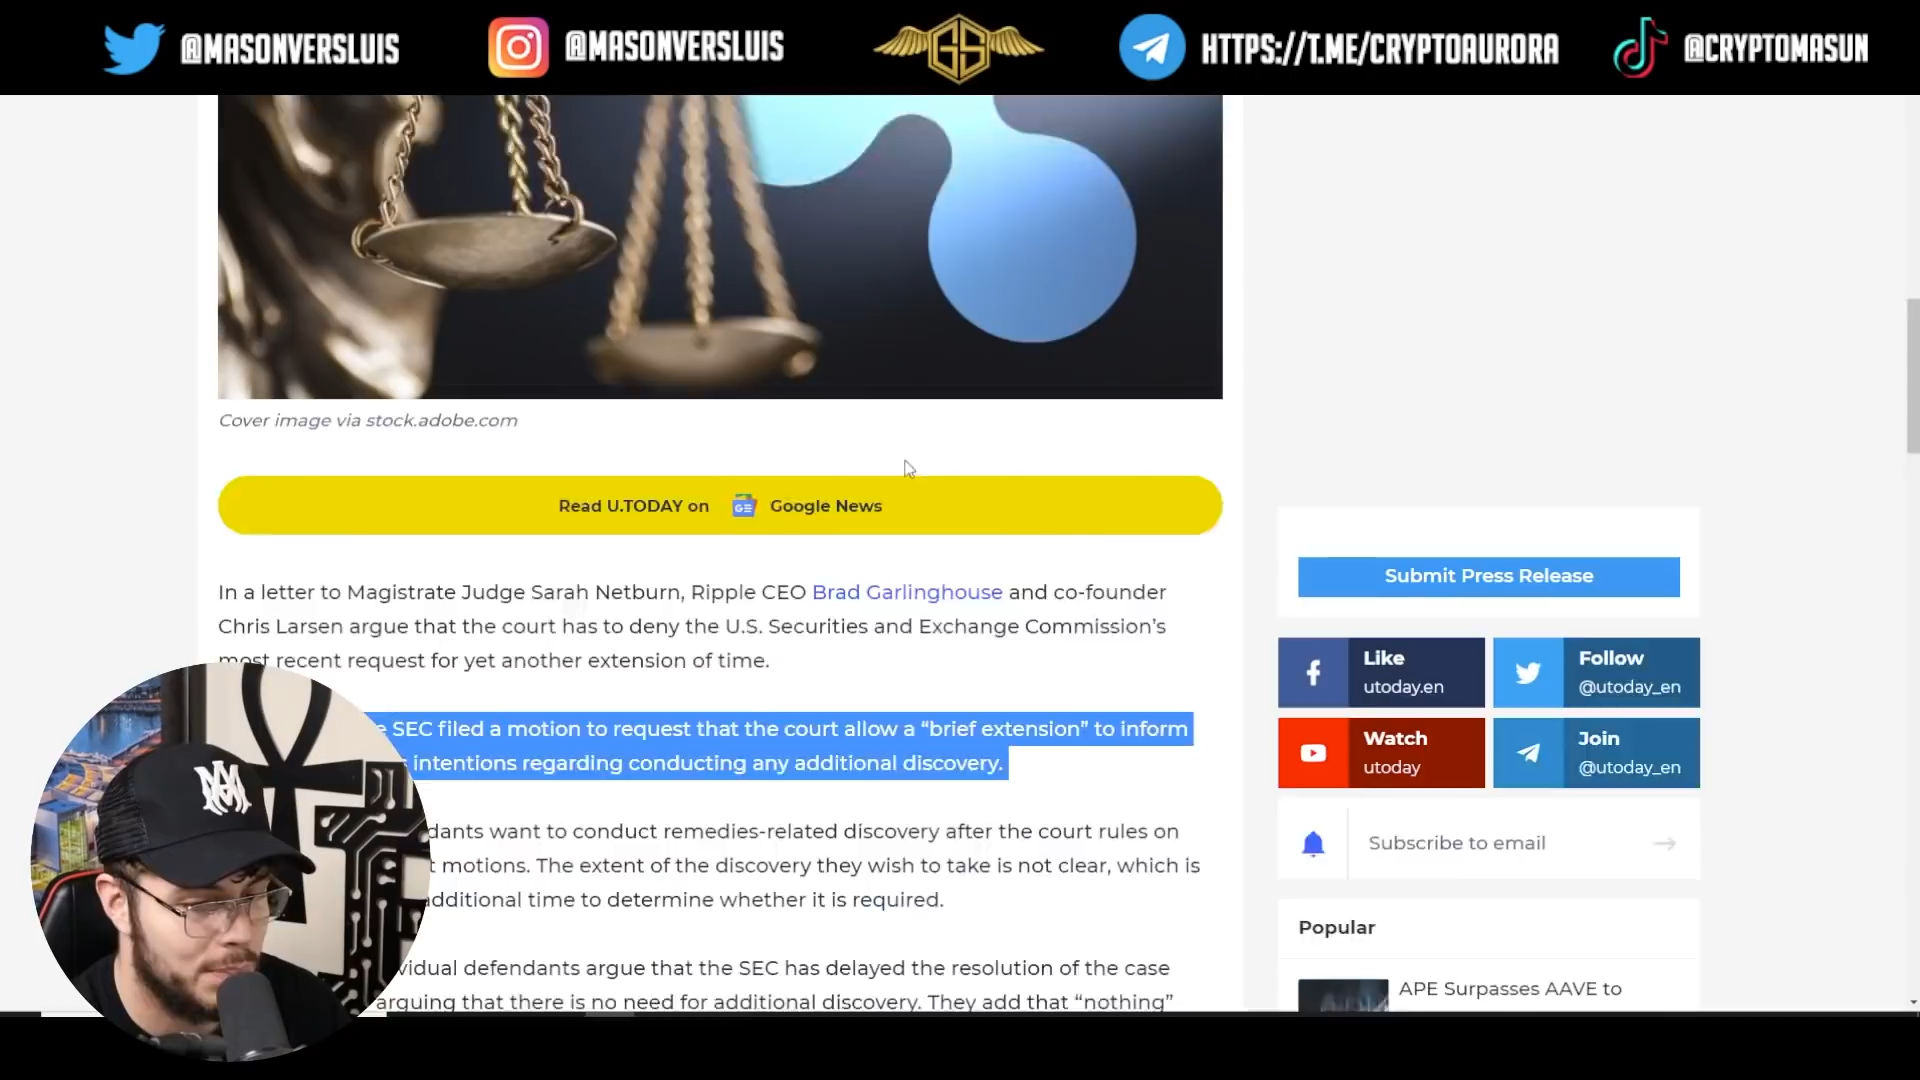 @MASONVERSLUIS
@MASONVERSLUIS
GS
HTTPS://T.ME/CRYPTOAURORA
@CRYPTOMASUN
Cover image via stock.adobe.com
Read U.TODAY on Google News
In a letter to Magistrate Judge Sarah Netburn, Ripple CEO Brad Garlinghouse and co-founder
Chris Larsen argue that the court has to deny the U.S. Securities and Exchange Commission's
most recent request for yet another extension of time.
SEC filed a motion to request that the court allow a “brief extension” to inform
intentions regarding conducting any additional discovery.
dants want to conduct remedies-related discovery after the court rules on
t motions. The extent of the discovery they wish to take is not clear, which is
additional time to determine whether it is required.
vidual defendants argue that the SEC has delayed the resolution of the case
arguing that there is no need for additional discovery. They add that “nothing”
Submit Press Release
Like
utoday.en
Follow
@utoday_en
Watch
utoday
Join
@utoday_en
Subscribe to email
Popular
APE Surpasses AAVE to